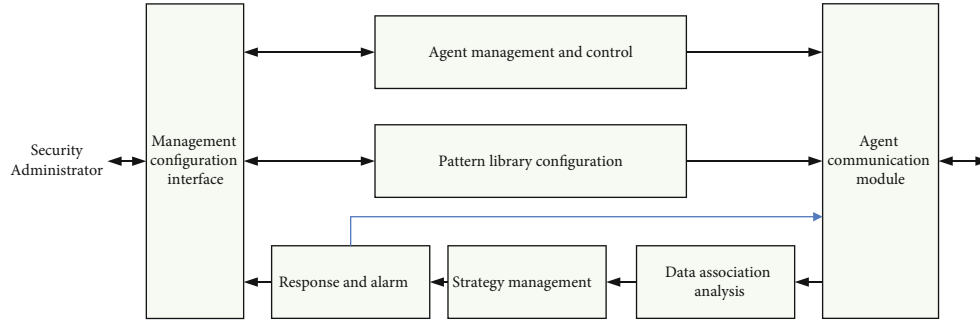 Agent management and control
Security
Administrator
Management
configuration
interface
Pattern library configuration
Agent
communication
module
Response and alarm
Strategy management
Data association
analysis